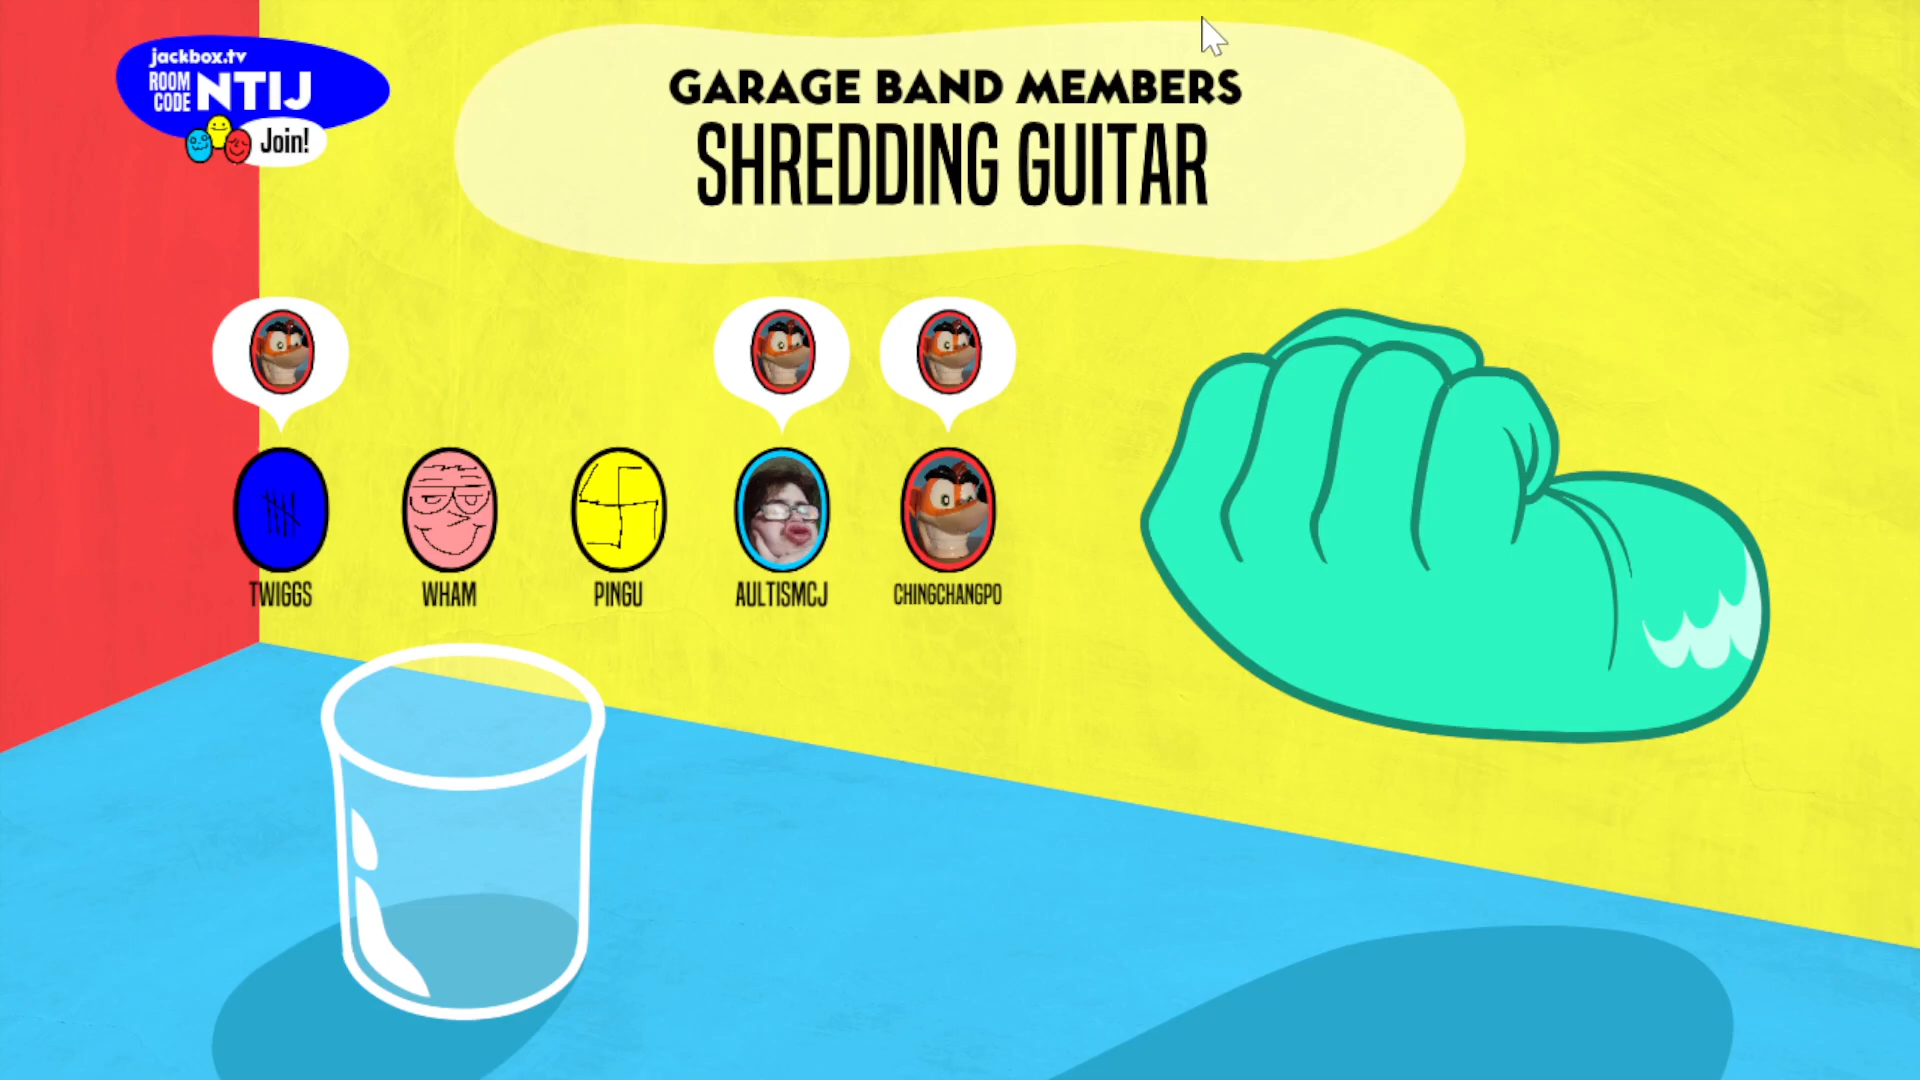 jackbox.tv
ROOM CODE NTIJ
Join!
GARAGE BAND MEMBERS
SHREDDING GUITAR
TWIGGS
WHAM
PINGU
AULTISMCJ
CHINGCHANGPO